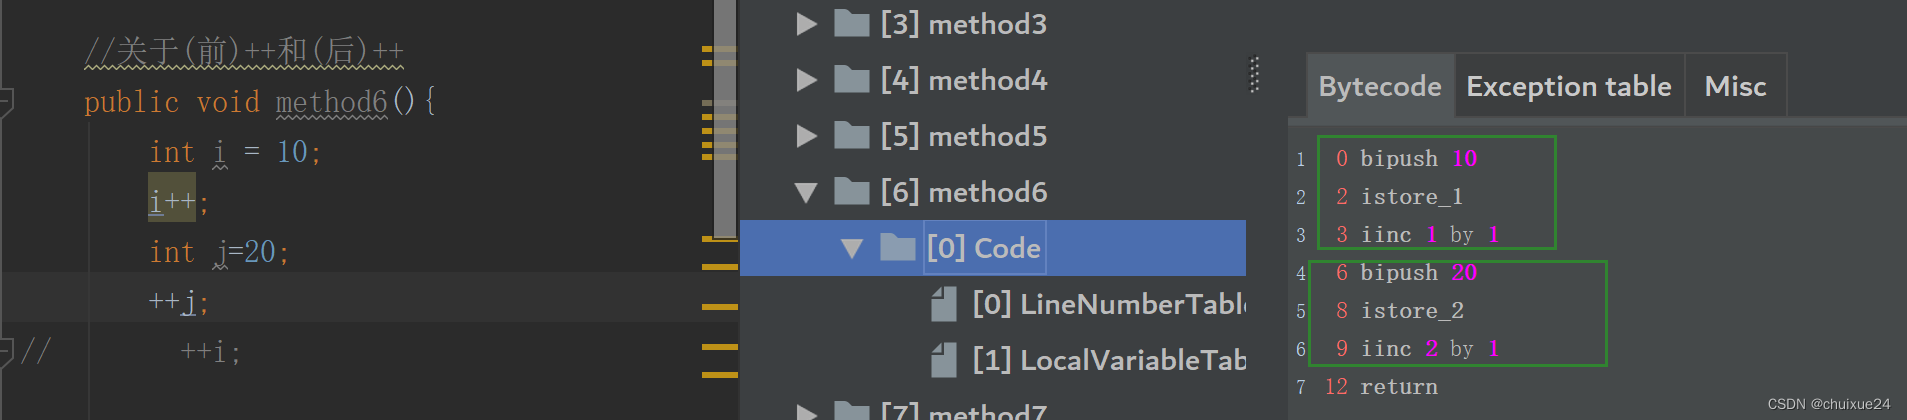 //关于(前)++和(后)++
public void method6(){
int i = 10;
i++;
int j=20;
++j;
// ++i;
[3] method3
[4] method4
[5] method5
[6] method6
[0] Code
[0] LineNumberTable
[1] LocalVariableTab
[7] method7
Bytecode Exception table Misc
1 0 bipush 10
2 2 istore_1
3 3 iinc 1 by 1
4 6 bipush 20
5 8 istore_2
6 9 iinc 2 by 1
7 12 return
CSDN @chuixue24